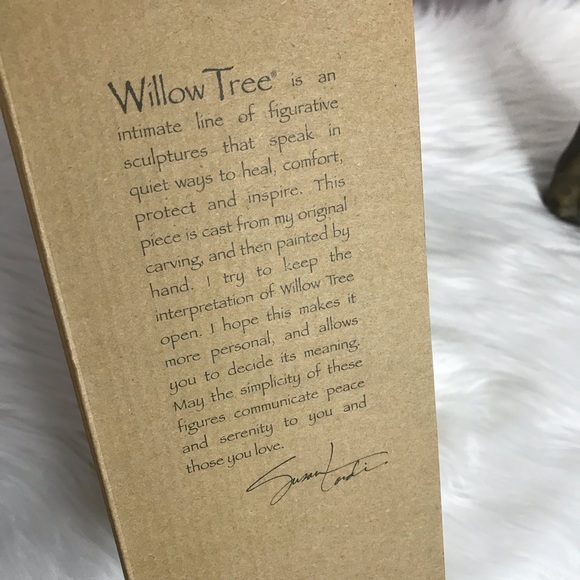 Willow Tree® is an
intimate line of figurative
sculptures that speak in
quiet ways to heal, comfort,
protect and inspire. This
piece is cast from my original
carving, and then painted by
hand. I try to keep the
interpretation of Willow Tree
open. I hope this makes it
more personal, and allows
you to decide its meaning.
May the simplicity of these
figures communicate peace
and serenity to you and
those you love.
Susan Lordi